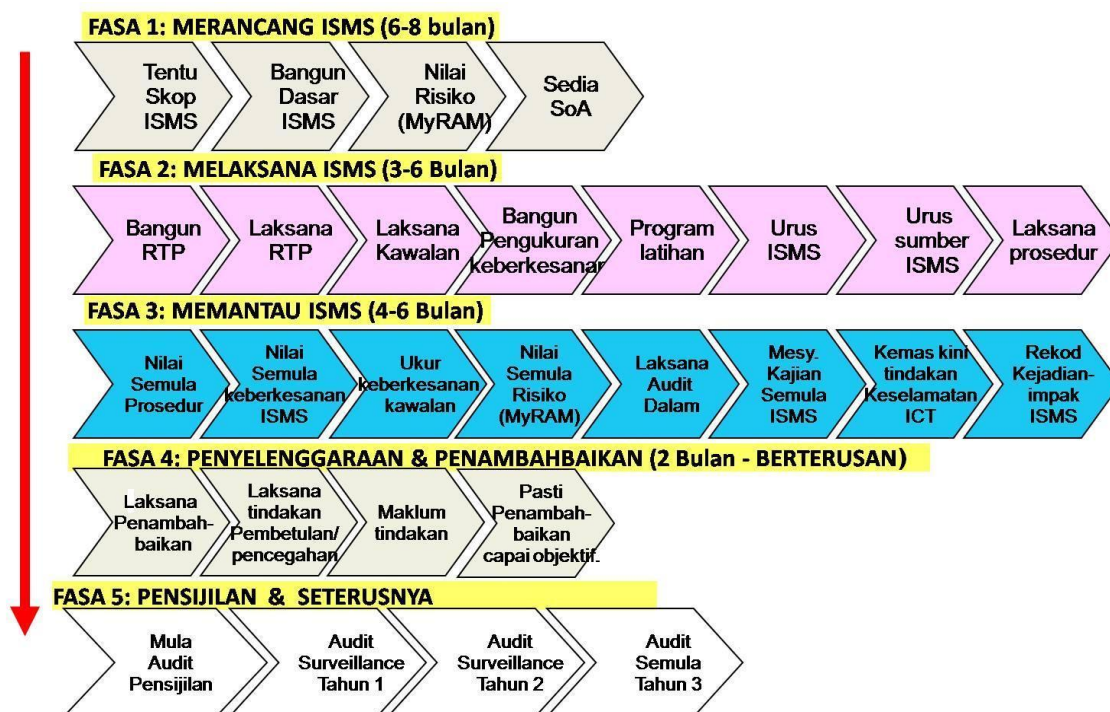 FASA 1: MERANCANG ISMS (6-8 bulan)
Tentu
Skop
ISMS
Bangun
Dasar
ISMS
Nilai
Risiko
(MyRAM)
Sedia
SoA
FASA 2: MELAKSANA ISMS (3-6 Bulan)
Bangun
RTP
Laksana
RTP
Laksana
Kawalan
Bangun
Pengukuran
keberkesanan
Program
latihan
Urus
ISMS
Urus
sumber
ISMS
Laksana
prosedur
FASA 3: MEMANTAU ISMS (4-6 Bulan)
Nilai
Semula
Prosedur
Nilai
Semula
keberkesanan
ISMS
Ukur
keberkesanan
kawalan
Nilai
Semula
Risiko
(MyRAM)
Laksana
Audit
Dalam
Mesy.
Kajian
Semula
ISMS
Kemas kini
tindakan
Keselamatan
ICT
Rekod
Kejadian-
impak
ISMS
FASA 4: PENYELENGGARAAN & PENAMBAHBAIKAN (2 Bulan - BERTERUSAN)
Laksana
Penambah-
baikan
Laksana
tindakan
Pembetulan/
pencegahan
Maklum
tindakan
Pasti
Penambah-
baikan
capai objektif.
FASA 5: PENSIJILAN & SETERUSNYA
Mula
Audit
Pensijilan
Audit
Surveillance
Tahun 1
Audit
Surveillance
Tahun 2
Audit
Semula
Tahun 3